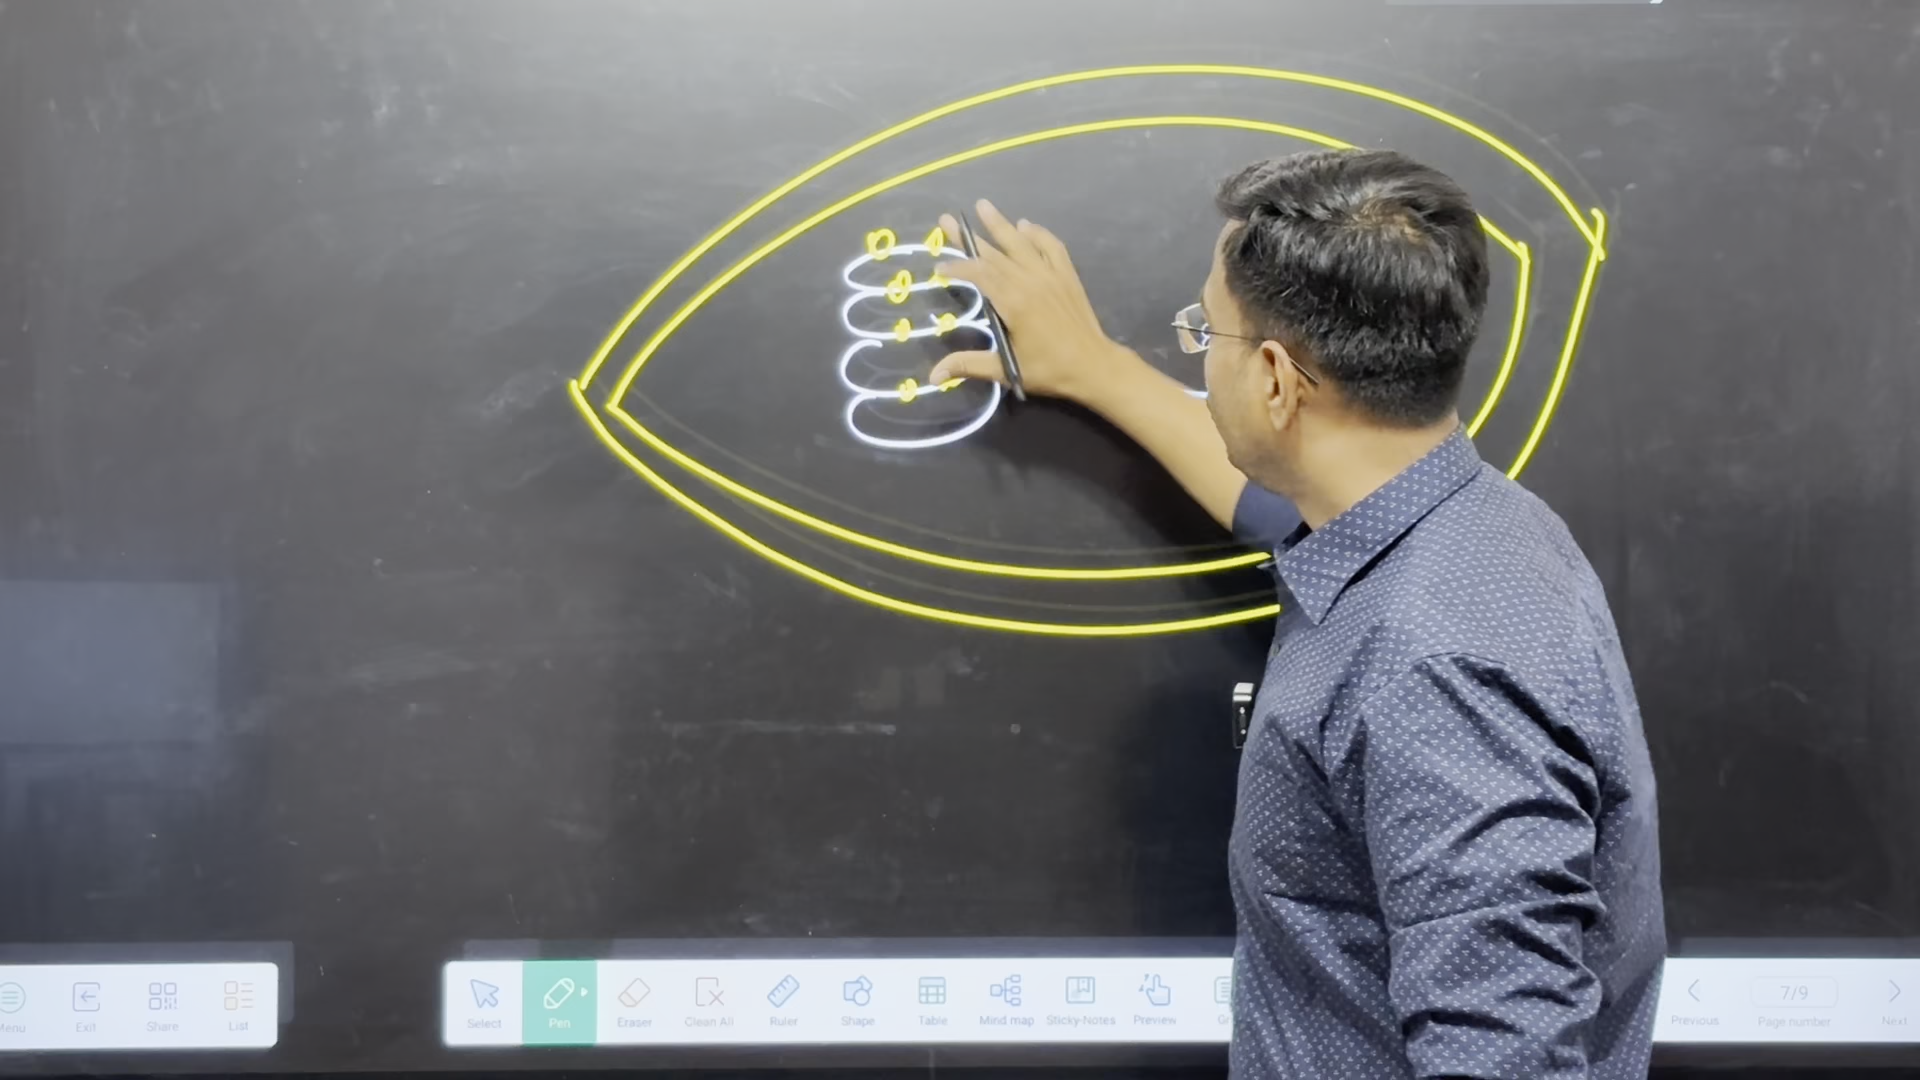 Menu
Exit
Share
List
Select
Pen
Eraser
Clean All
Ruler
Shape
Table
Mind map
Sticky-Notes
Preview
Previous
7/9
Page number
Next